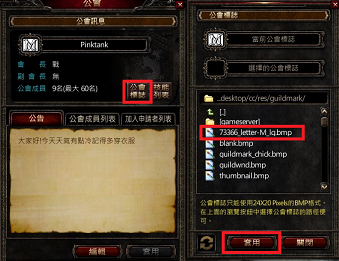 公會
公會訊息
Pinktank
會 長 戰
副會長 無
公會成員 9名(最大 60名)
公會標誌
技能列表
公告
公會成員列表
加入申請者列表
大家好!今天天氣有點冷記得多穿衣服
編輯
套用
公會標誌
當前公會標誌
選擇的公會標誌
..desktop/cc/res/guildmark/
[..]
[gameserver]
73366_letter-M_lq.bmp
blank.bmp
guildmark_chick.bmp
guildwnd.bmp
thumbnail.bmp
公會標誌只能使用24X20 Pixels的BMP格式。
在上面的瀏覽按鈕中選擇公會標誌的路徑便可。
套用
關閉